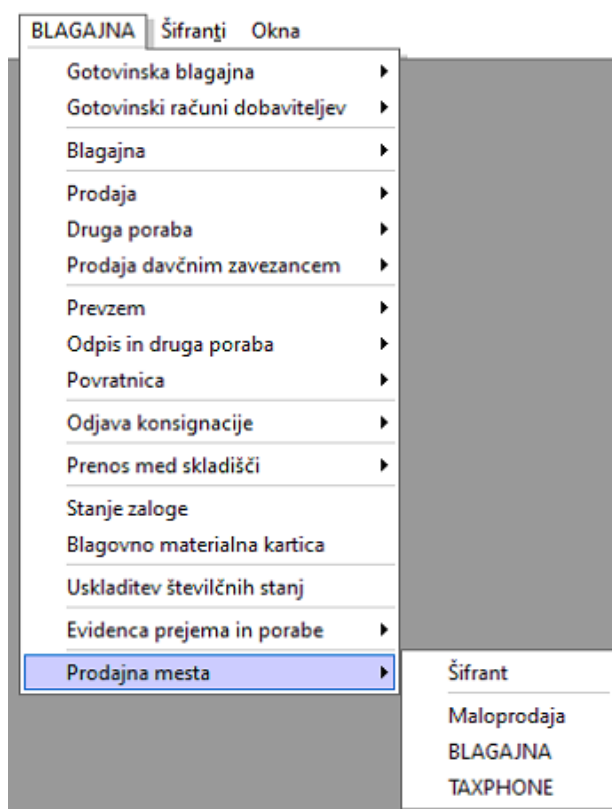 BLAGAJNA Šifranti Okna
Gotovinska blagajna
Gotovinski računi dobaviteljev
Blagajna
Prodaja
Druga poraba
Prodaja davčnim zavezancem
Prevzem
Odpis in druga poraba
Povratnica
Odjava konsignacije
Prenos med skladišči
Stanje zaloge
Blagovno materialna kartica
Uskladitev številčnih stanj
Evidenca prejema in porabe
Prodajna mesta
Šifrant
Maloprodaja
BLAGAJNA
TAXPHONE